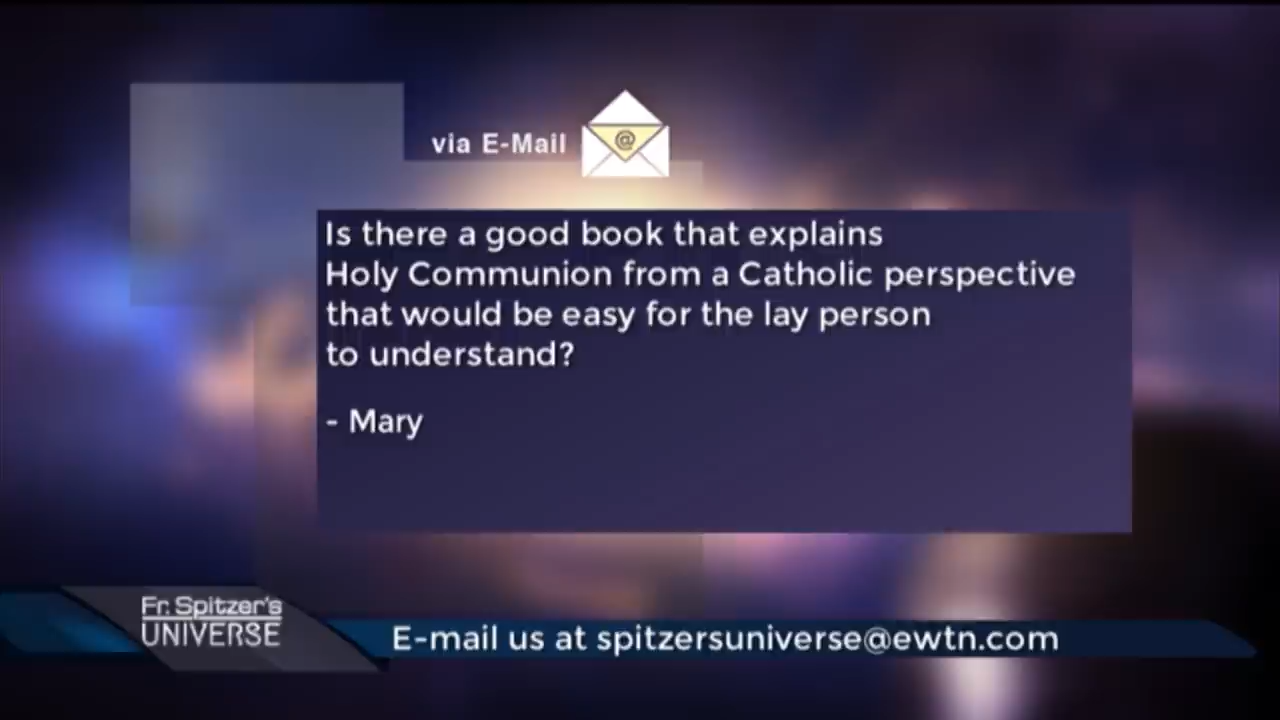 via E-Mail @
Is there a good book that explains
Holy Communion from a Catholic perspective
that would be easy for the lay person
to understand?
- Mary
Fr. Spitzer's
UNIVERSE
E-mail us at spitzersuniverse@ewtn.com